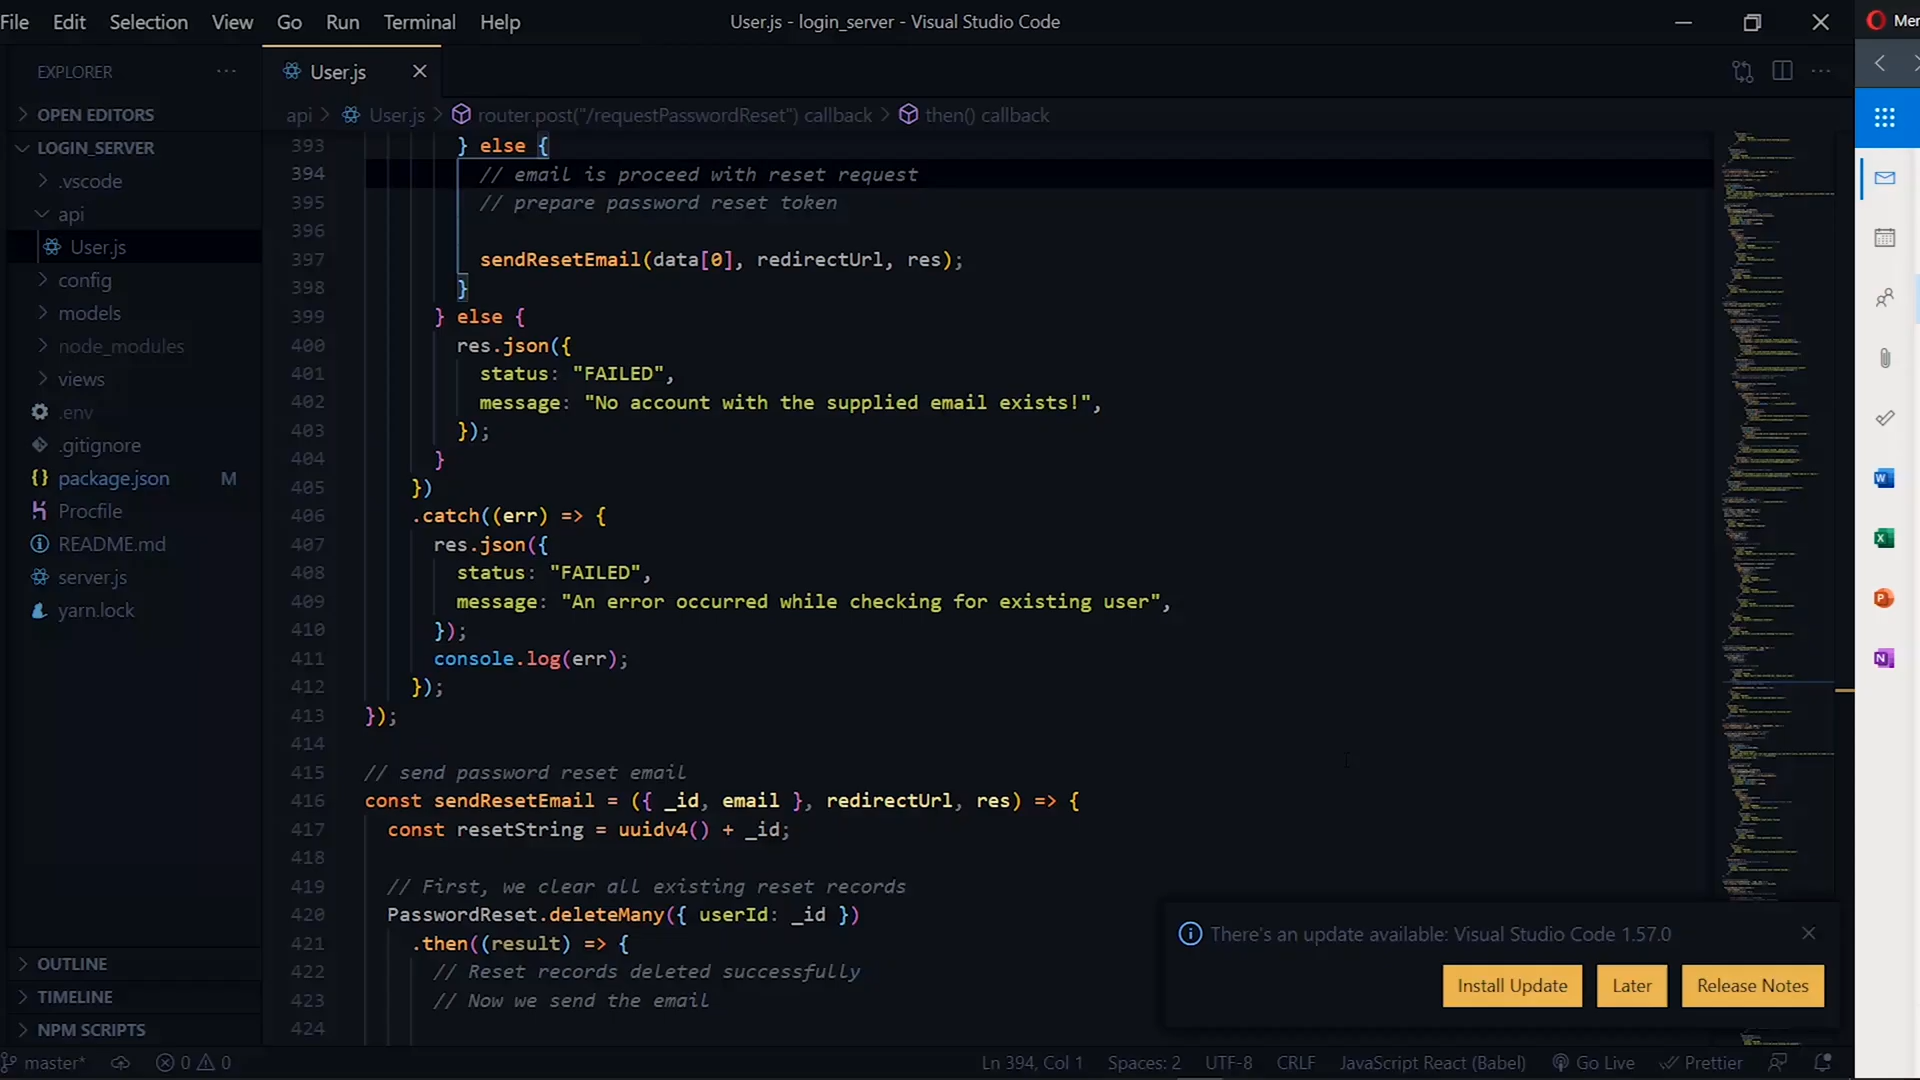 File Edit Selection View Go Run Terminal Help
User.js - login_server - Visual Studio Code
EXPLORER
User.js
OPEN EDITORS
LOGIN_SERVER
.vscode
api
User.js
config
models
node_modules
views
.env
.gitignore
package.json M
Procfile
README.md
server.js
yarn.lock
OUTLINE
TIMELINE
NPM SCRIPTS
api > User.js > router.post("/requestPasswordReset") callback > then() callback
393 } else {
394 // email is proceed with reset request
395 // prepare password reset token
396
397 sendResetEmail(data[0], redirectUrl, res);
398 }
399 } else {
400 res.json({
401 status: "FAILED",
402 message: "No account with the supplied email exists!",
403 });
404 }
405 })
406 .catch((err) => {
407 res.json({
408 status: "FAILED",
409 message: "An error occurred while checking for existing user",
410 });
411 console.log(err);
412 });
413 });
414
415 // send password reset email
416 const sendResetEmail = ({ _id, email }, redirectUrl, res) => {
417 const resetString = uuidv4() + _id;
418
419 // First, we clear all existing reset records
420 PasswordReset.deleteMany({ userId: _id })
421 .then((result) => {
422 // Reset records deleted successfully
423 // Now we send the email
424
There's an update available: Visual Studio Code 1.57.0
Install Update Later Release Notes
master* 0 0 Ln 394, Col 1 Spaces: 2 UTF-8 CRLF JavaScript React (Babel) Go Live Prettier